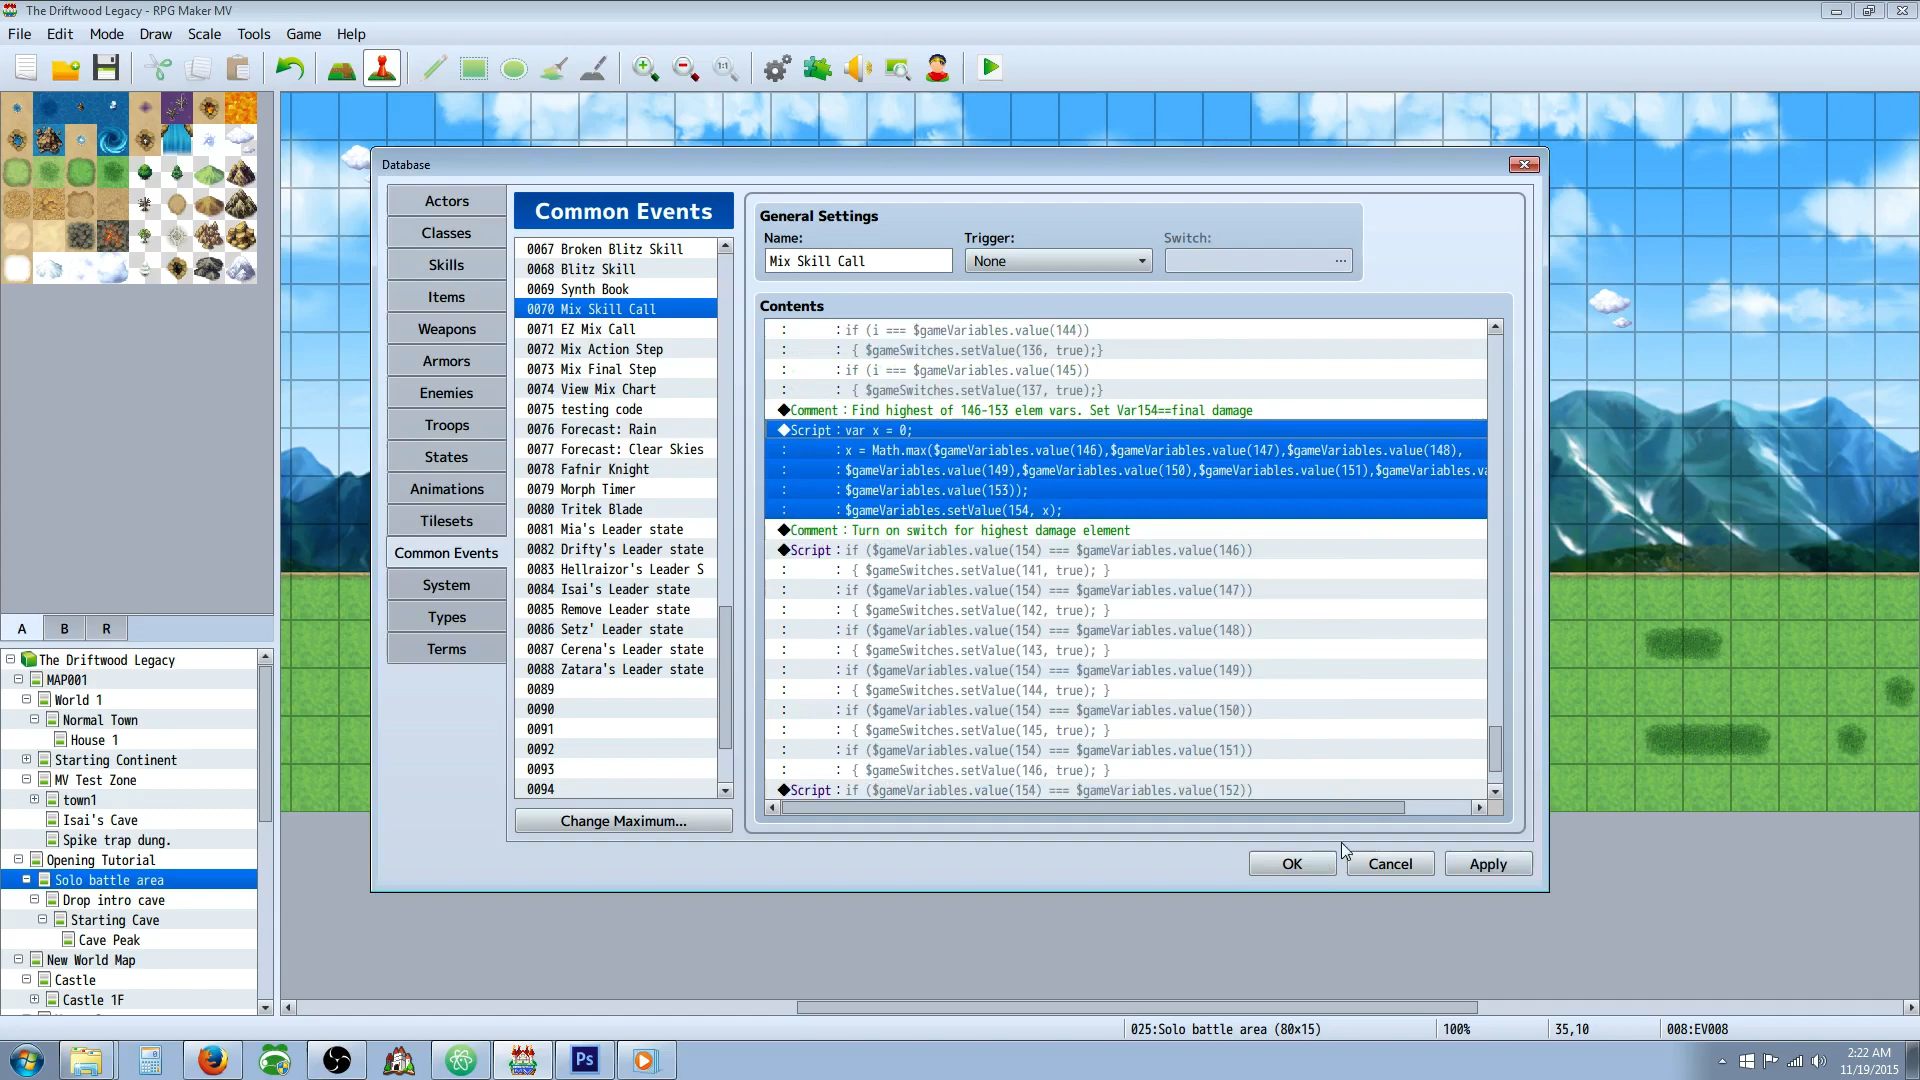 The Driftwood Legacy - RPG Maker MV
File Edit Mode Draw Scale Tools Game Help
1:1
Database
Actors
Classes
Skills
Items
Weapons
Armors
Enemies
Troops
States
Animations
Tilesets
Common Events
System
Types
Terms
Common Events
0067 Broken Blitz Skill
0068 Blitz Skill
0069 Synth Book
0070 Mix Skill Call
0071 EZ Mix Call
0072 Mix Action Step
0073 Mix Final Step
0074 View Mix Chart
0075 testing code
0076 Forecast: Rain
0077 Forecast: Clear Skies
0078 Fafnir Knight
0079 Morph Timer
0080 Tritek Blade
0081 Mia's Leader state
0082 Drifty's Leader state
0083 Hellraizor's Leader S
0084 Isai's Leader state
0085 Remove Leader state
0086 Setz' Leader state
0087 Cerena's Leader state
0088 Zatara's Leader state
0089
0090
0091
0092
0093
0094
Change Maximum...
General Settings
Name: Trigger: Switch:
Mix Skill Call None ...
Contents
: : if (i === $gameVariables.value(144))
: : { $gameSwitches.setValue(136, true);}
: : if (i === $gameVariables.value(145))
: : { $gameSwitches.setValue(137, true);}
◆Comment : Find highest of 146-153 elem vars. Set Var154==final damage
◆Script : var x = 0;
: : x = Math.max($gameVariables.value(146),$gameVariables.value(147),$gameVariables.value(148),
: : $gameVariables.value(149),$gameVariables.value(150),$gameVariables.value(151),$gameVariables.va
: : $gameVariables.value(153));
: : $gameVariables.setValue(154, x);
◆Comment : Turn on switch for highest damage element
◆Script : if ($gameVariables.value(154) === $gameVariables.value(146))
: : { $gameSwitches.setValue(141, true); }
: : if ($gameVariables.value(154) === $gameVariables.value(147))
: : { $gameSwitches.setValue(142, true); }
: : if ($gameVariables.value(154) === $gameVariables.value(148))
: : { $gameSwitches.setValue(143, true); }
: : if ($gameVariables.value(154) === $gameVariables.value(149))
: : { $gameSwitches.setValue(144, true); }
: : if ($gameVariables.value(154) === $gameVariables.value(150))
: : { $gameSwitches.setValue(145, true); }
: : if ($gameVariables.value(154) === $gameVariables.value(151))
: : { $gameSwitches.setValue(146, true); }
◆Script : if ($gameVariables.value(154) === $gameVariables.value(152))
OK Cancel Apply
A B R
The Driftwood Legacy
MAP001
World 1
Normal Town
House 1
Starting Continent
MV Test Zone
town1
Isai's Cave
Spike trap dung.
Opening Tutorial
Solo battle area
Drop intro cave
Starting Cave
Cave Peak
New World Map
Castle
Castle 1F
025:Solo battle area (80x15) 100% 35,10 008:EV008
Ps
2:22 AM
11/19/2015